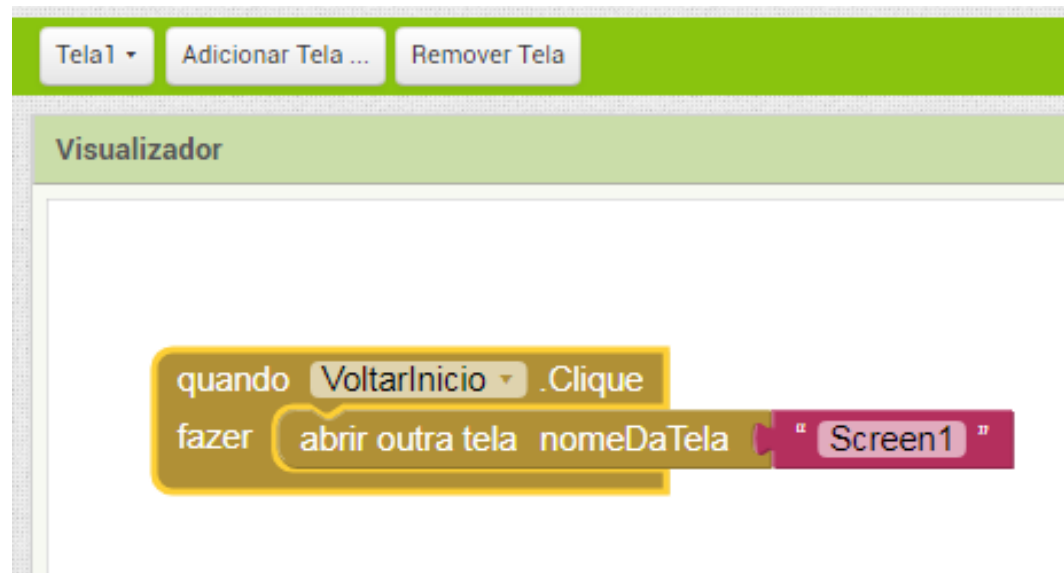 Tela1 Adicionar Tela ... Remover Tela
Visualizador
quando VoltarInicio .Clique
fazer abrir outra tela nomeDaTela “ Screen1 ”